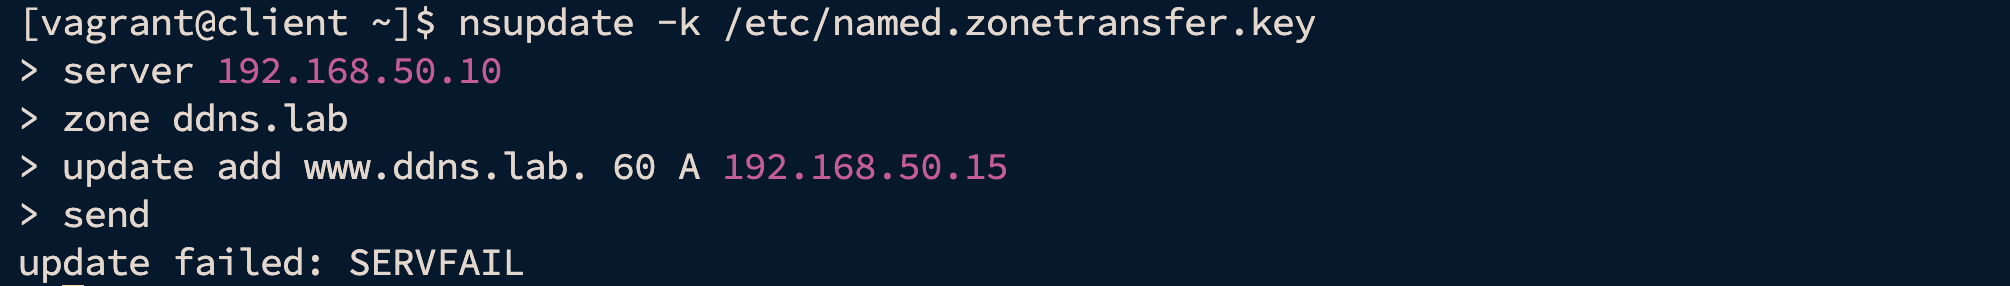 [vagrant@client ~]$ nsupdate -k /etc/named.zonetransfer.key
> server 192.168.50.10
> zone ddns.lab
> update add www.ddns.lab. 60 A 192.168.50.15
> send
update failed: SERVFAIL